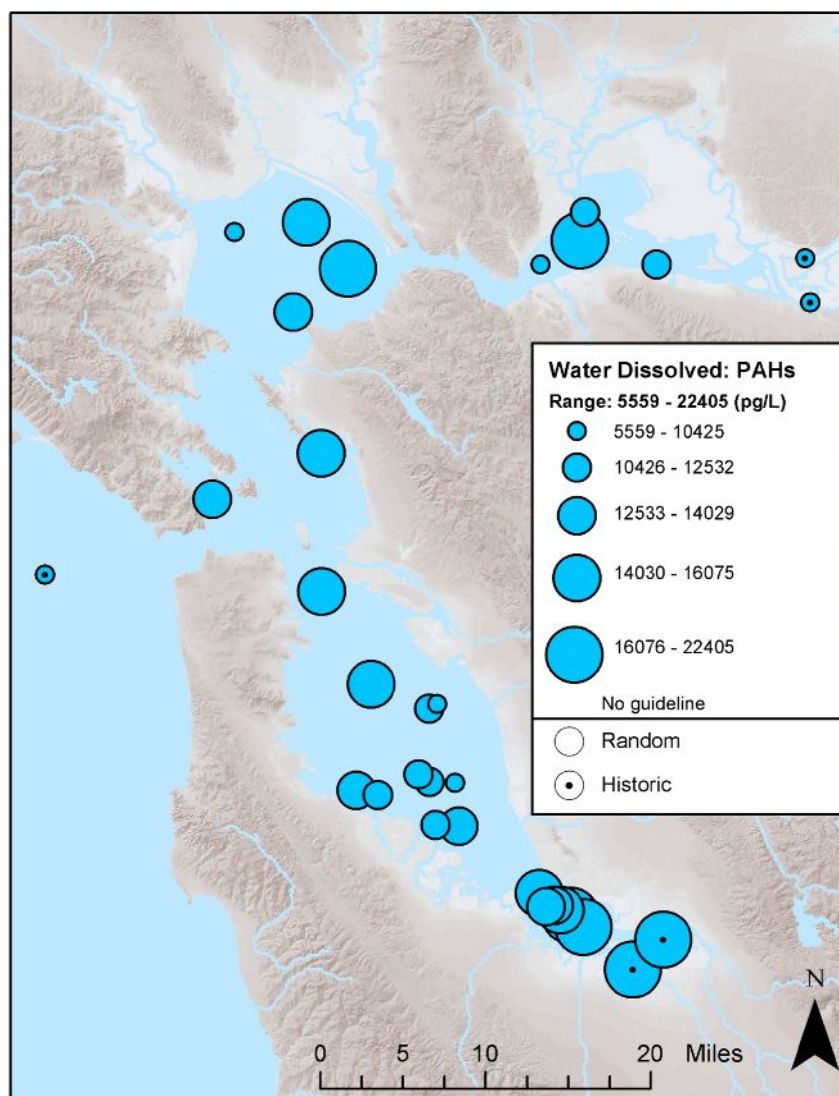 Water Dissolved: PAHs
Range: 5559 - 22405 (pg/L)
5559 - 10425
10426 - 12532
12533 - 14029
14030 - 16075
16076 - 22405
No guideline
Random
Historic
N
0 5 10 20 Miles